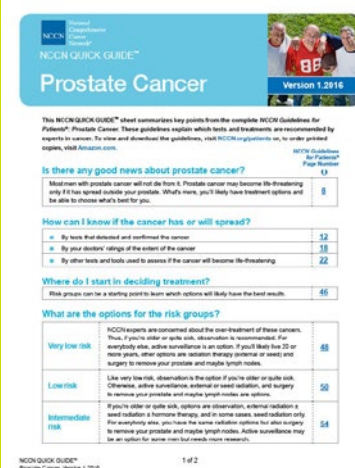 NCCN
National
Comprehensive
Cancer
Network®
NCCN QUICK GUIDE™
Prostate Cancer
Version 1.2016
88
This NCCN QUICK GUIDE™ sheet summarizes key points from the complete NCCN Guidelines for
Patients®: Prostate Cancer. These guidelines explain which tests and treatments are recommended by
experts in cancer. To view and download the guidelines, visit NCCN.org/patients or, to order printed
copies, visit Amazon.com.
NCCN Guidelines
for Patients®
Page Number
Is there any good news about prostate cancer?
Most men with prostate cancer will not die from it. Prostate cancer may become life-threatening
only if it has spread outside your prostate. What's more, you'll likely have treatment options and
be able to choose what's best for you.
8
How can I know if the cancer has or will spread?
By tests that detected and confirmed the cancer
12
By your doctors' ratings of the extent of the cancer
18
By other tests and tools used to assess if the cancer will become life-threatening
22
Where do I start in deciding treatment?
Risk groups can be a starting point to learn which options will likely have the best results.
46
What are the options for the risk groups?
Very low risk
NCCN experts are concerned about the over-treatment of these cancers.
Thus, if you're older or quite sick, observation is recommended. For
everybody else, active surveillance is an option. If you'll likely live 20 or
more years, other options are radiation therapy (external or seed) and
surgery to remove your prostate and maybe lymph nodes.
48
Low risk
Like very low risk, observation is the option if you're older or quite sick.
Otherwise, active surveillance, external or seed radiation, and surgery
to remove your prostate and maybe lymph nodes are options.
50
Intermediate
risk
If you're older or quite sick, options are observation, external radiation ±
seed radiation ± hormone therapy, and in some cases, seed radiation only.
For everybody else, you have the same radiation options but also surgery
to remove your prostate and maybe lymph nodes. Active surveillance may
be an option for some men but needs more research.
54
NCCN QUICK GUIDE™
Prostate Cancer, Version 1.2016
1 of 2